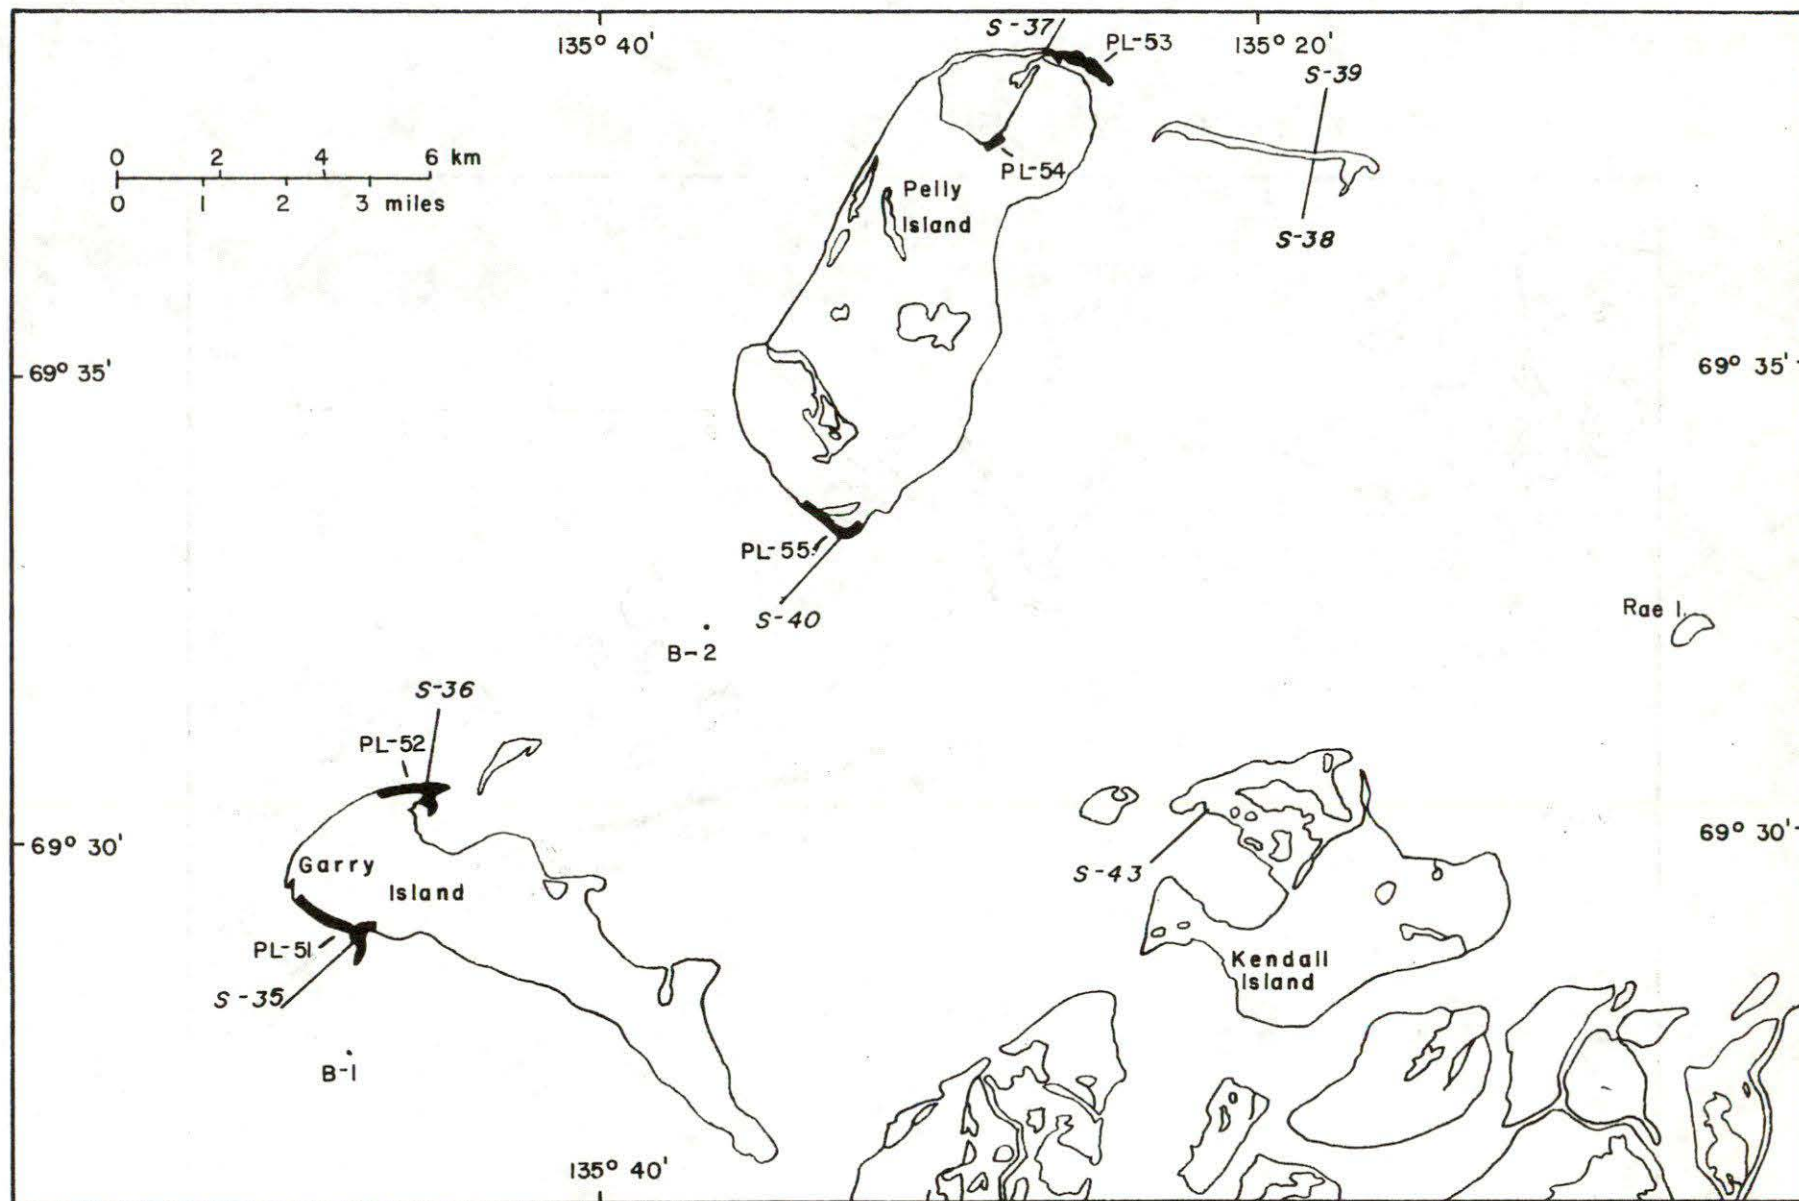 S-37
135° 40'
PL-53
135° 20'
S-39
0 2 4 6 km
0 1 2 3 miles
PL-54
Pelly
Island
S-38
69° 35'
69° 35'
PL-55
S-40
B-2
Rae I.
S-36
PL-52
69° 30'
69° 30'
Garry
Island
S-43
PL-51
Kendall
Island
S-35
B-1
135° 40'